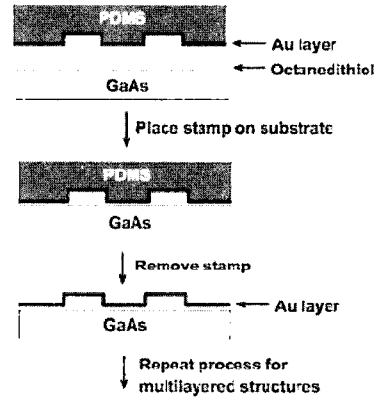 PDMS
Au layer
Octanedithiol
GaAs
Place stamp on substrate
PDMS
GaAs
Remove stamp
Au layer
GaAs
Repeat process for
multilayered structures